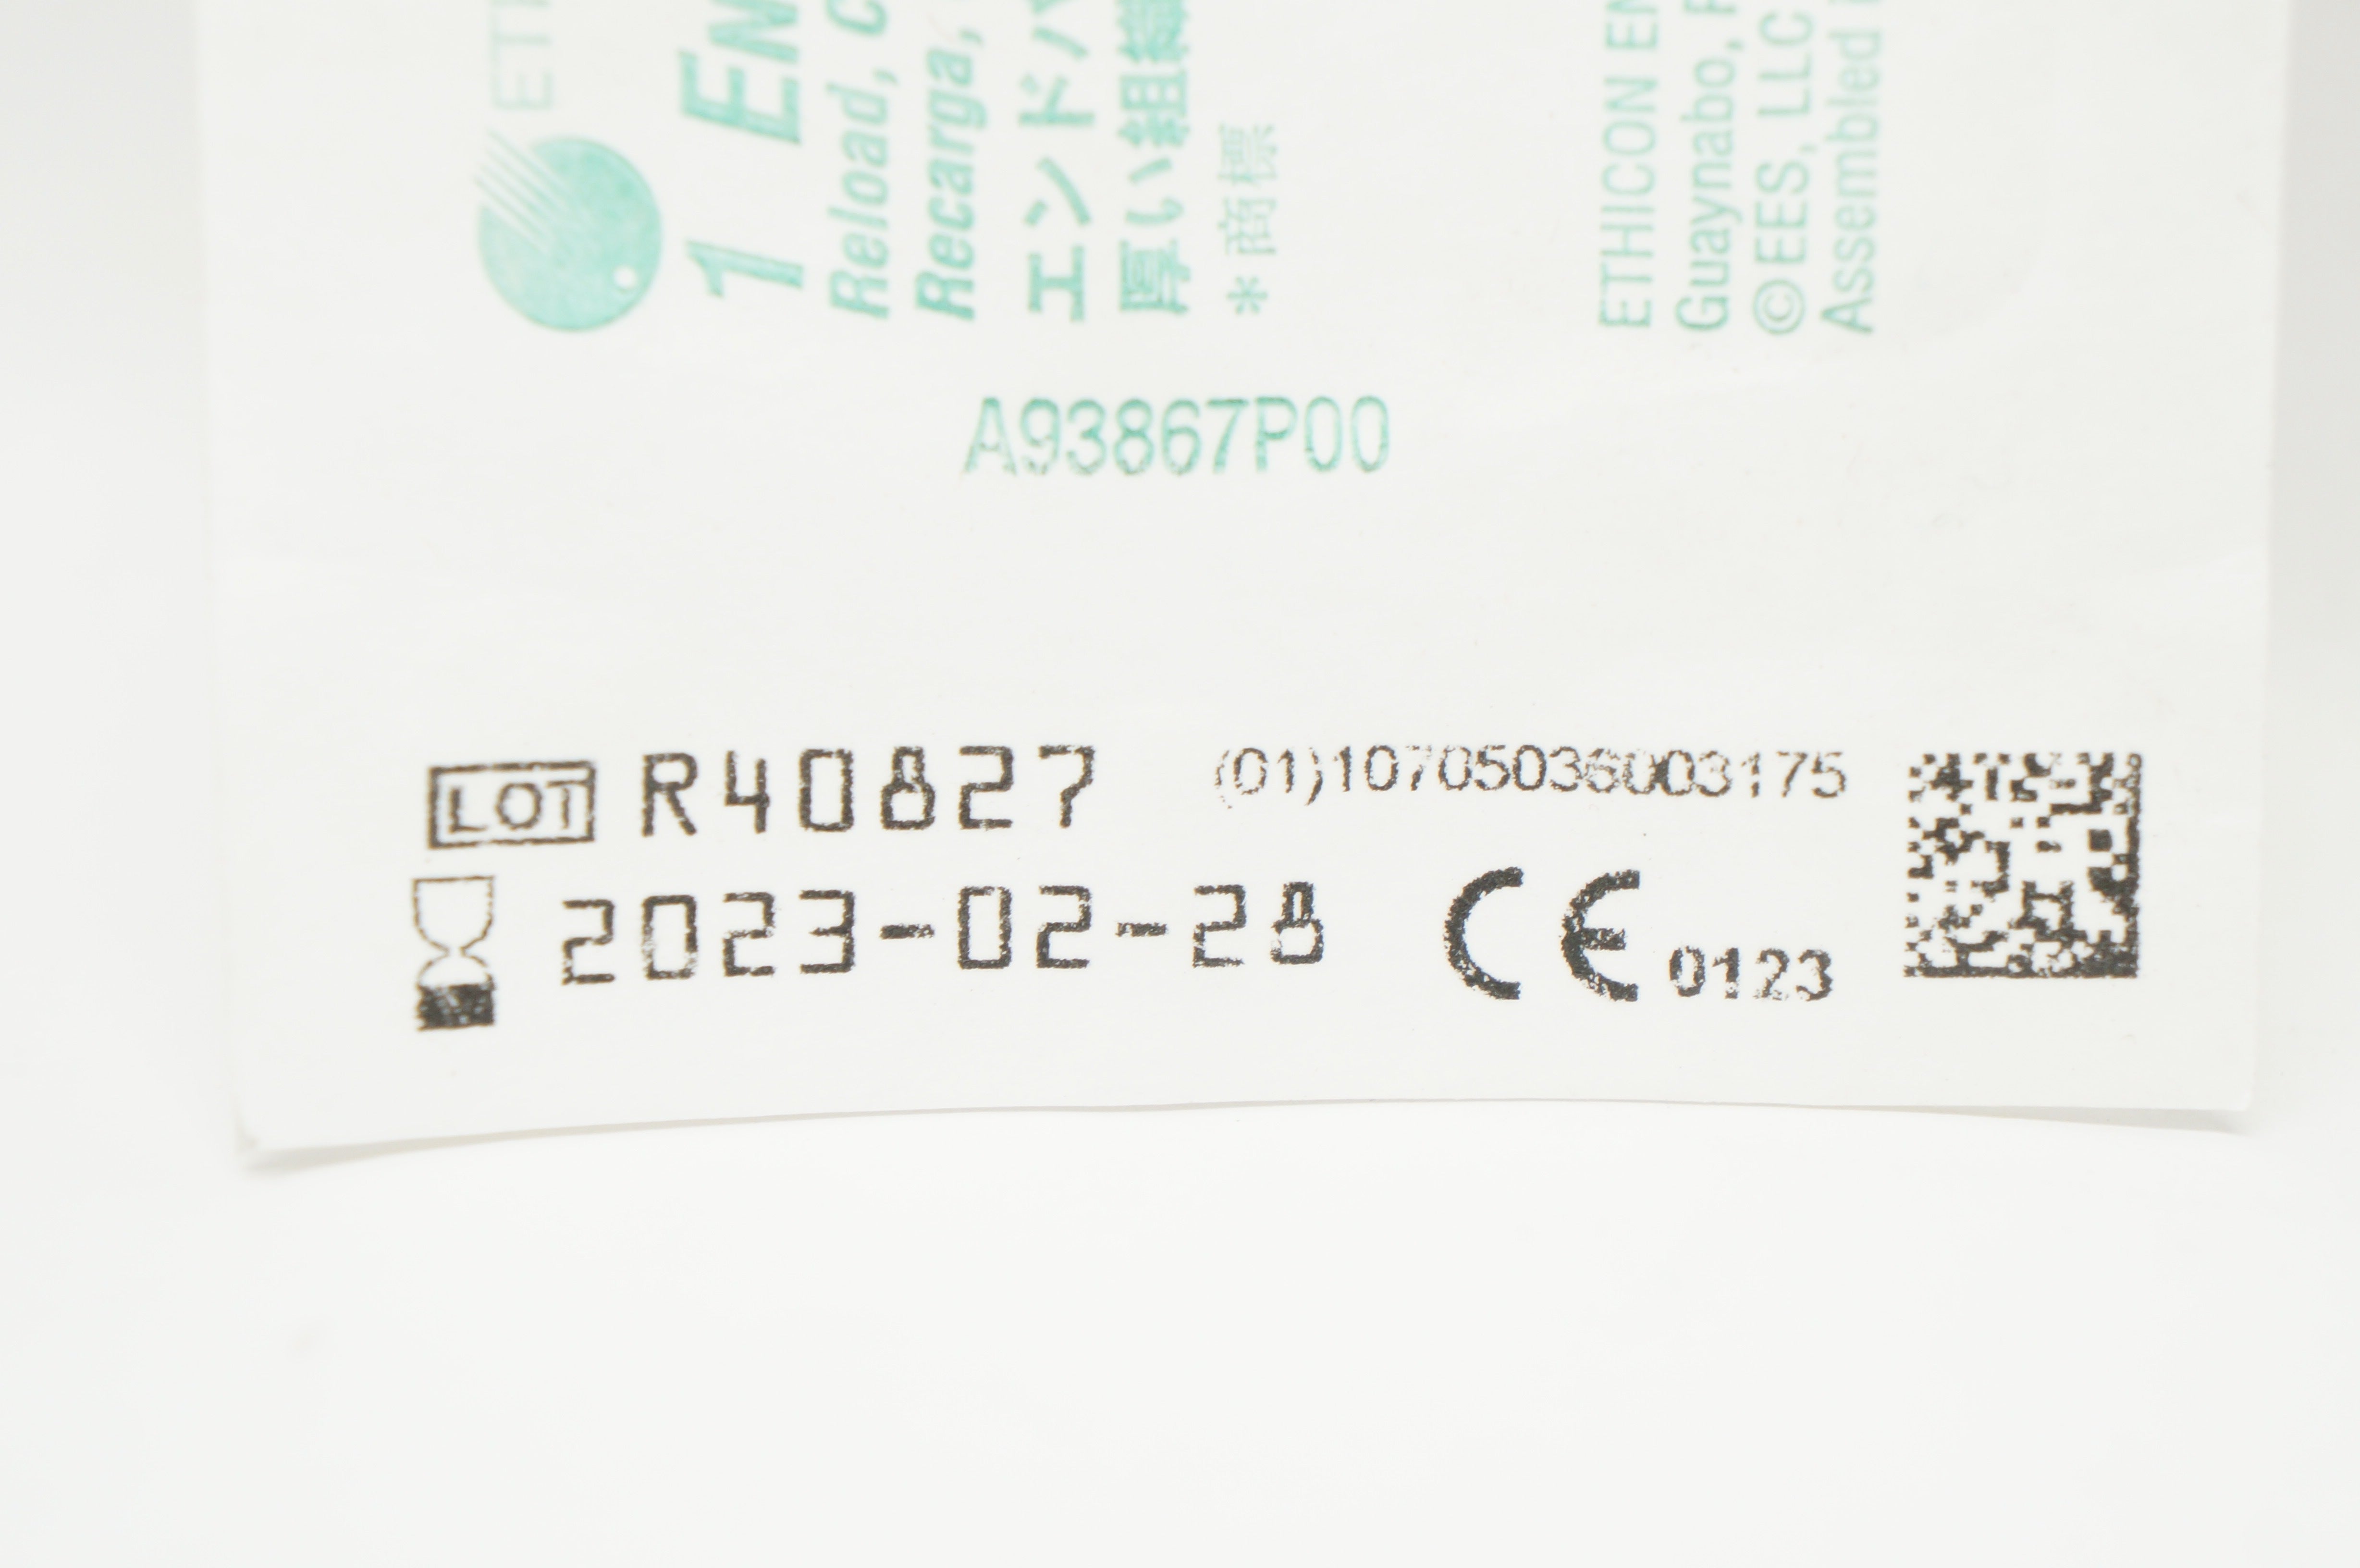 ETH
1 EN
Reload, C
Recarga,
エンドパ
厚い組織
*商標
ETHICON EN
Guaynabo, P
©EES, LLC
Assembled i
A93867P00
LOT R40827 (01)10705036003175
2023-02-28 CE 0123